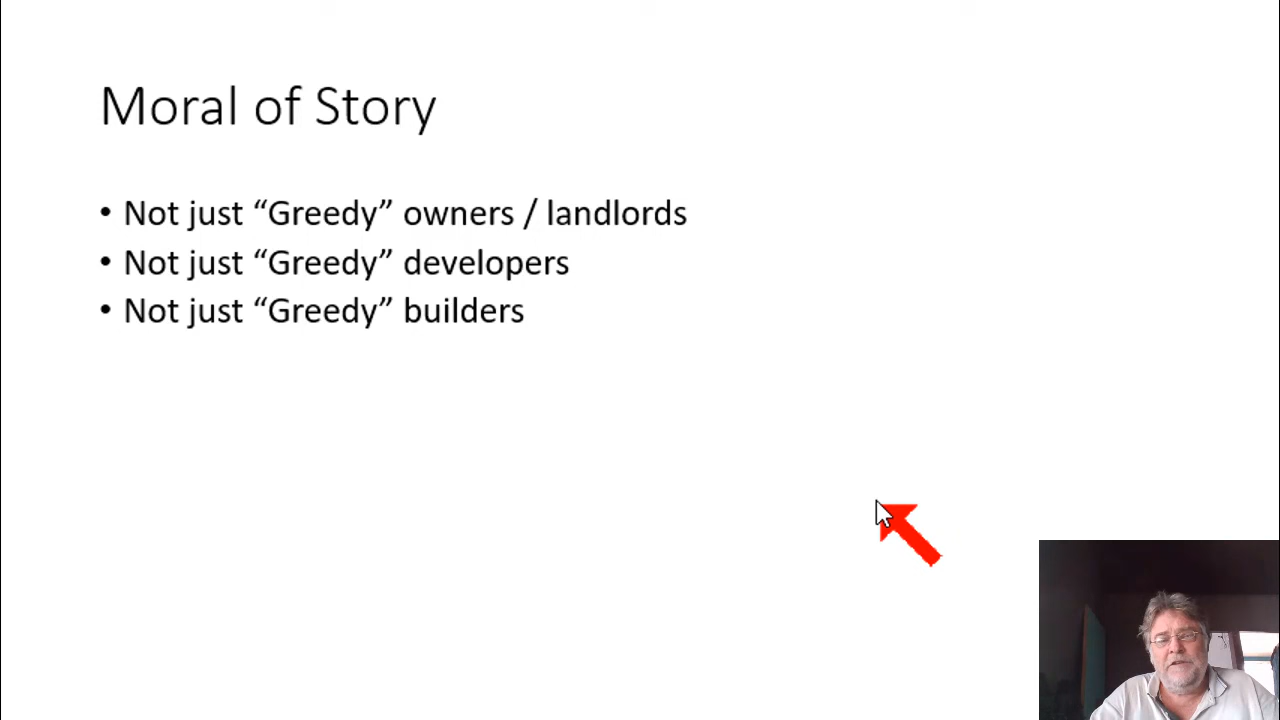 Moral of Story
• Not just “Greedy” owners / landlords
• Not just “Greedy” developers
• Not just “Greedy” builders